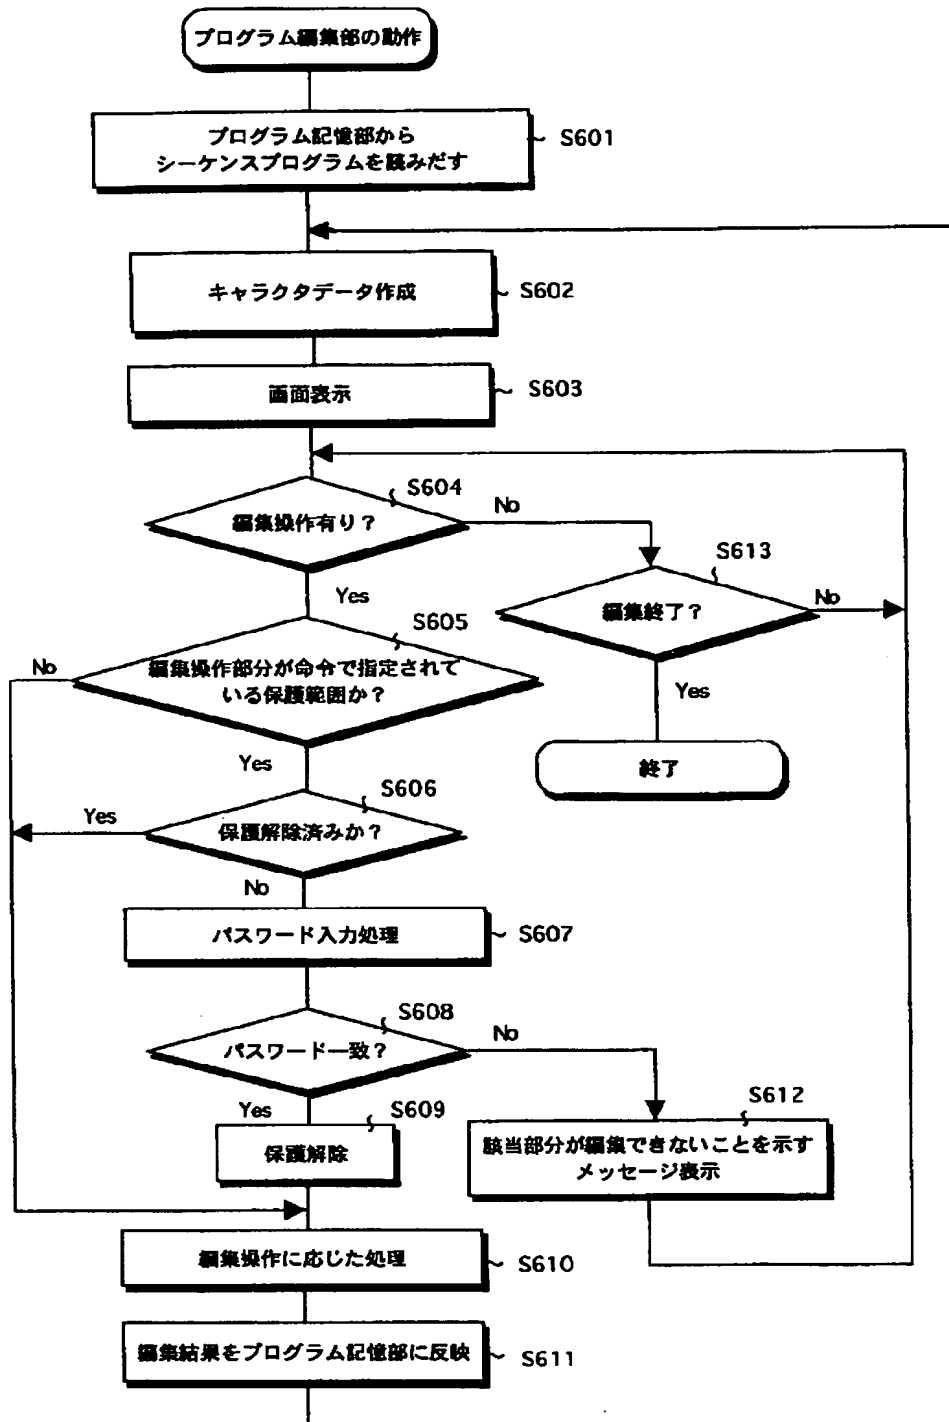 プログラム編集部の動作
プログラム記憶部から
シーケンスプログラムを読みだす
S601
キャラクタデータ作成
S602
画面表示
S603
編集操作有り？
S604
No
Yes
編集終了？
S613
No
Yes
終了
編集操作部分が命令で指定されて
いる保護範囲か？
S605
No
Yes
保護解除済みか？
S606
Yes
No
パスワード入力処理
S607
パスワード一致？
S608
No
Yes
保護解除
S609
該当部分が編集できないことを示す
メッセージ表示
S612
編集操作に応じた処理
S610
編集結果をプログラム記憶部に反映
S611